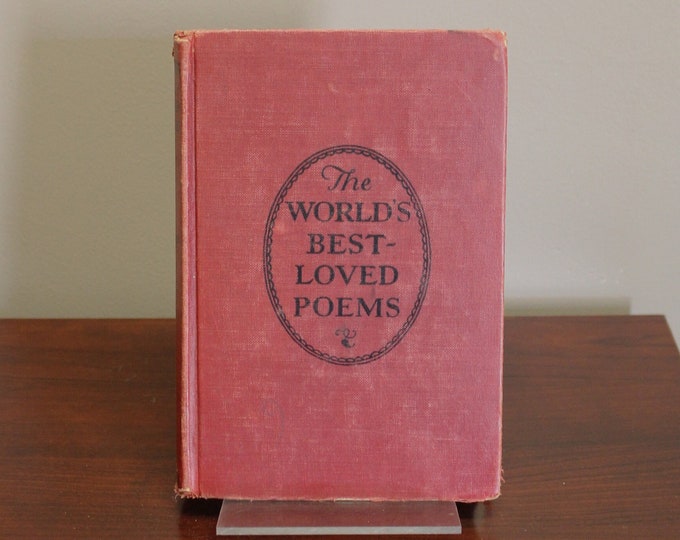 The
WORLD'S
BEST-
LOVED
POEMS